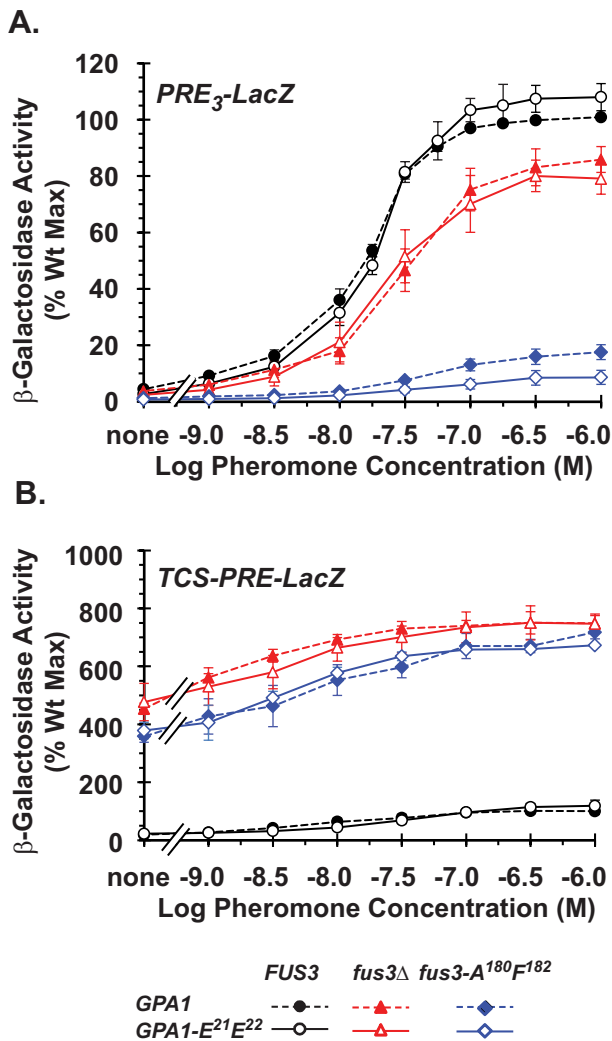 A.
PRE₃-LacZ
β-Galactosidase Activity
(% Wt Max)
120
100
80
60
40
20
0
none -9.0 -8.5 -8.0 -7.5 -7.0 -6.5 -6.0
Log Pheromone Concentration (M)
B.
TCS-PRE-LacZ
β-Galactosidase Activity
(% Wt Max)
1000
800
600
400
200
0
none -9.0 -8.5 -8.0 -7.5 -7.0 -6.5 -6.0
Log Pheromone Concentration (M)
FUS3 fus3Δ fus3-A¹⁸⁰F¹⁸²
GPA1
GPA1-E²¹E²²